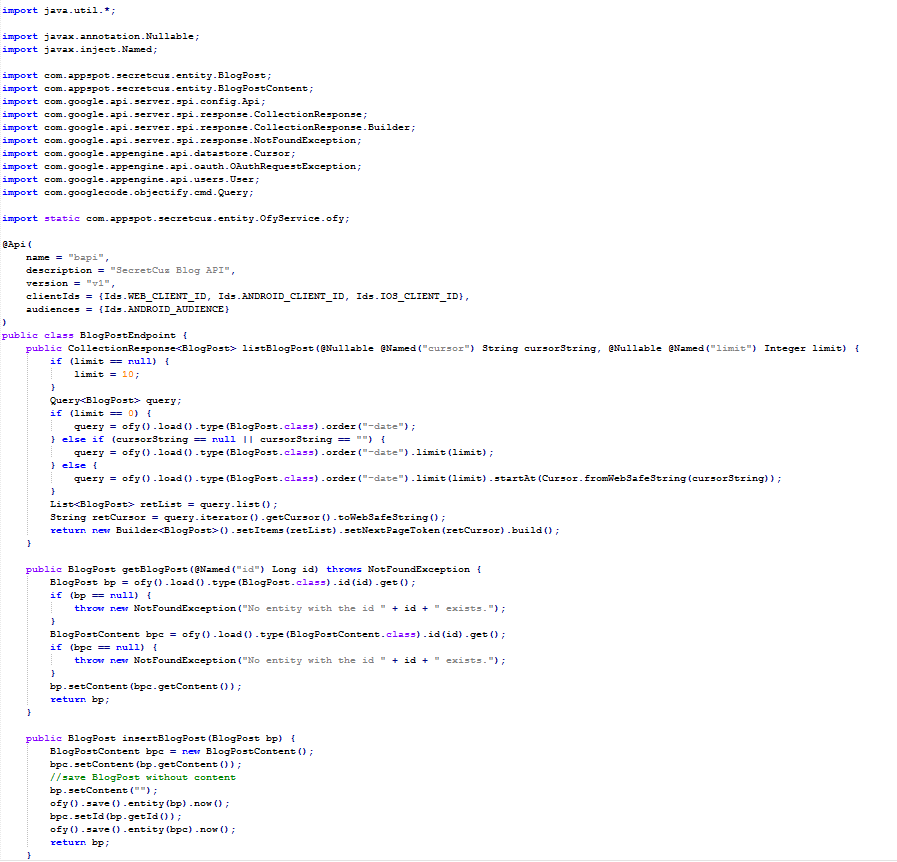 import java.util.*;

import javax.annotation.Nullable;
import javax.inject.Named;

import com.appspot.secretcuz.entity.BlogPost;
import com.appspot.secretcuz.entity.BlogPostContent;
import com.google.api.server.spi.config.Api;
import com.google.api.server.spi.response.CollectionResponse;
import com.google.api.server.spi.response.CollectionResponse.Builder;
import com.google.api.server.spi.response.NotFoundException;
import com.google.appengine.api.datastore.Cursor;
import com.google.appengine.api.oauth.OAuthRequestException;
import com.google.appengine.api.users.User;
import com.googlecode.objectify.cmd.Query;

import static com.appspot.secretcuz.entity.OfyService.ofy;

@Api(
    name = "bapi",
    description = "SecretCuz Blog API",
    version = "v1",
    clientIds = {Ids.WEB_CLIENT_ID, Ids.ANDROID_CLIENT_ID, Ids.IOS_CLIENT_ID},
    audiences = {Ids.ANDROID_AUDIENCE}
)
public class BlogPostEndpoint {
    public CollectionResponse<BlogPost> listBlogPost(@Nullable @Named("cursor") String cursorString, @Nullable @Named("limit") Integer limit) {
        if (limit == null) {
            limit = 10;
        }
        Query<BlogPost> query;
        if (limit == 0) {
            query = ofy().load().type(BlogPost.class).order("-date");
        } else if (cursorString == null || cursorString == "") {
            query = ofy().load().type(BlogPost.class).order("-date").limit(limit);
        } else {
            query = ofy().load().type(BlogPost.class).order("-date").limit(limit).startAt(Cursor.fromWebSafeString(cursorString));
        }
        List<BlogPost> retList = query.list();
        String retCursor = query.iterator().getCursor().toWebSafeString();
        return new Builder<BlogPost>().setItems(retList).setNextPageToken(retCursor).build();
    }

    public BlogPost getBlogPost(@Named("id") Long id) throws NotFoundException {
        BlogPost bp = ofy().load().type(BlogPost.class).id(id).get();
        if (bp == null) {
            throw new NotFoundException("No entity with the id " + id + " exists.");
        }
        BlogPostContent bpc = ofy().load().type(BlogPostContent.class).id(id).get();
        if (bpc == null) {
            throw new NotFoundException("No entity with the id " + id + " exists.");
        }
        bp.setContent(bpc.getContent());
        return bp;
    }

    public BlogPost insertBlogPost(BlogPost bp) {
        BlogPostContent bpc = new BlogPostContent();
        bpc.setContent(bp.getContent());
        //save BlogPost without content
        bp.setContent("");
        ofy().save().entity(bp).now();
        bpc.setId(bp.getId());
        ofy().save().entity(bpc).now();
        return bp;
    }